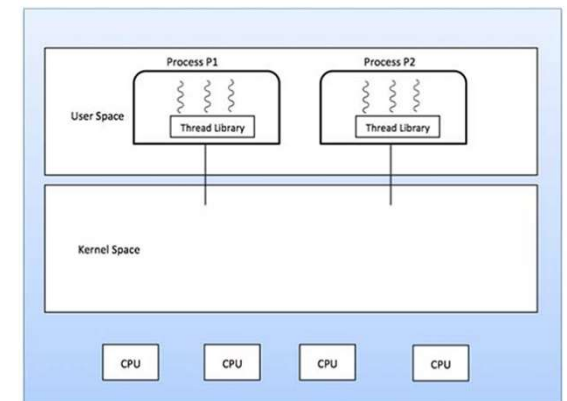 Process P1
Process P2
User Space
Thread Library
Thread Library
Kernel Space
CPU
CPU
CPU
CPU